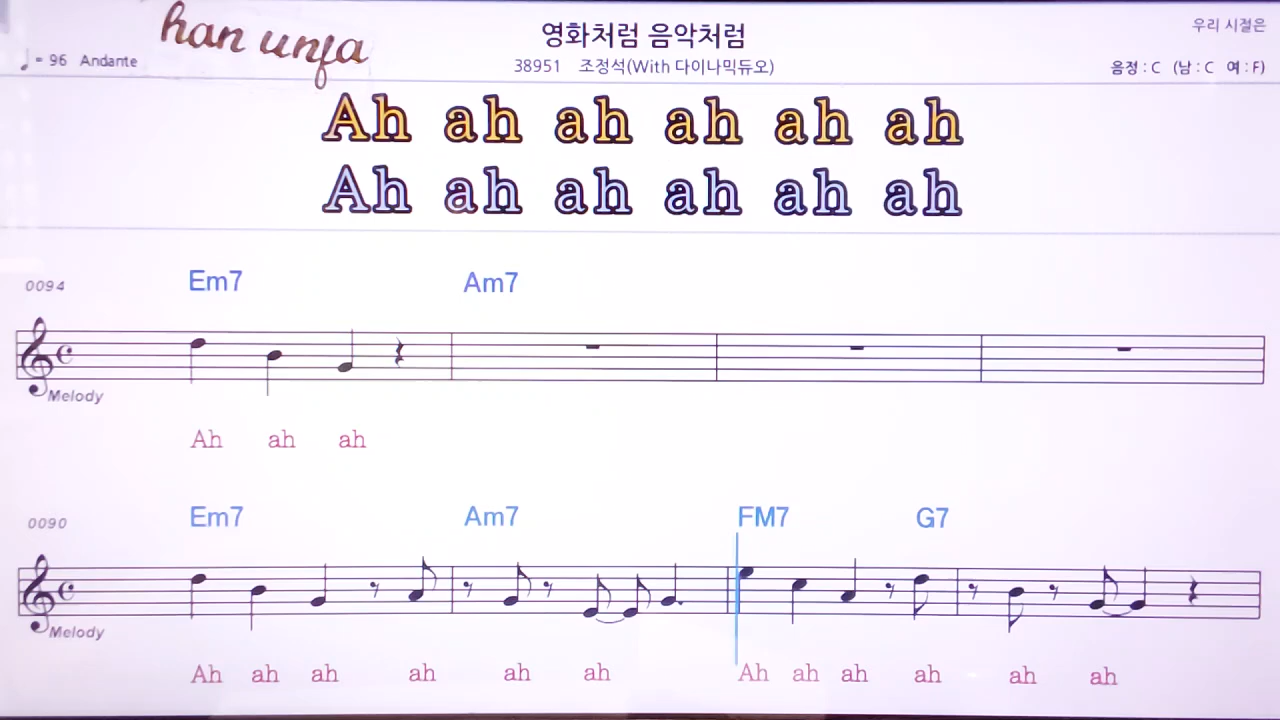 han unfa
영화처럼 음악처럼
우리 시절은
♩= 96 Andante
38951 조정석(With 다이나믹듀오)
음정 : C (남 : C 여 : F)
Ah ah ah ah ah ah
Ah ah ah ah ah ah
0094 Em7 Am7
Melody
Ah ah ah
0090 Em7 Am7 FM7 G7
Melody
Ah ah ah ah ah ah Ah ah ah ah ah ah